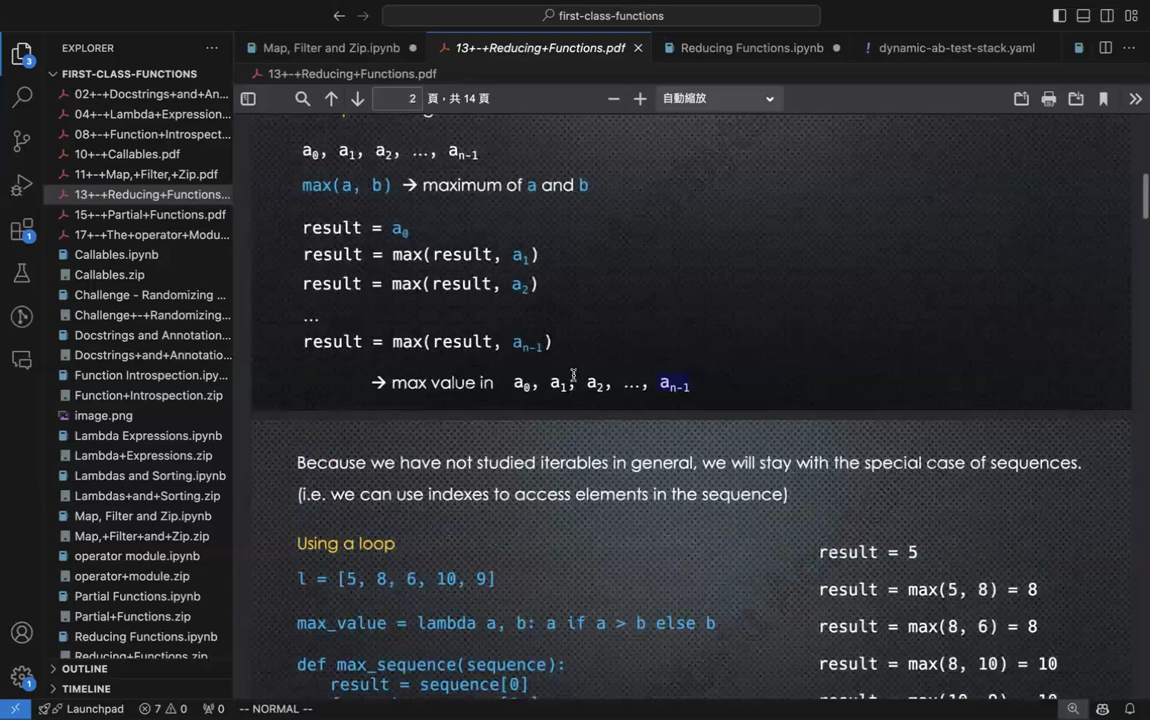 first-class-functions
EXPLORER
Map, Filter and Zip.ipynb
13+-+Reducing+Functions.pdf
Reducing Functions.ipynb
dynamic-ab-test-stack.yaml
FIRST-CLASS-FUNCTIONS
13+-+Reducing+Functions.pdf
2 頁，共 14 頁
自動縮放
02+-+Docstrings+and+An...
04+-+Lambda+Expression...
08+-+Function+Introspect...
10+-+Callables.pdf
11+-+Map,+Filter,+Zip.pdf
13+-+Reducing+Functions...
15+-+Partial+Functions.pdf
17+-+The+operator+Modu...
Callables.ipynb
Callables.zip
Challenge - Randomizing ...
Challenge+-+Randomizing...
Docstrings and Annotation...
Docstrings+and+Annotatio...
Function Introspection.ipy...
Function+Introspection.zip
image.png
Lambda Expressions.ipynb
Lambda+Expressions.zip
Lambdas and Sorting.ipynb
Lambdas+and+Sorting.zip
Map, Filter and Zip.ipynb
Map,+Filter+and+Zip.zip
operator module.ipynb
operator+module.zip
Partial Functions.ipynb
Partial+Functions.zip
Reducing Functions.ipynb
Reducing+Functions.zip
OUTLINE
TIMELINE
a0, a1, a2, ..., an-1
max(a, b) → maximum of a and b
result = a0
result = max(result, a1)
result = max(result, a2)
...
result = max(result, an-1)
→ max value in a0, a1, a2, ..., an-1
Because we have not studied iterables in general, we will stay with the special case of sequences.
(i.e. we can use indexes to access elements in the sequence)
Using a loop
l = [5, 8, 6, 10, 9]
max_value = lambda a, b: a if a > b else b
def max_sequence(sequence):
result = sequence[0]
result = 5
result = max(5, 8) = 8
result = max(8, 6) = 8
result = max(8, 10) = 10
3
1
1
Launchpad
7
0
0
-- NORMAL --